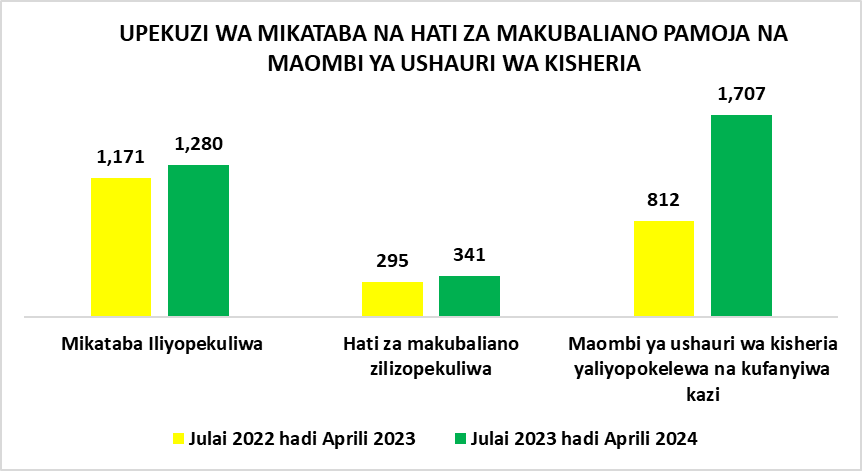 UPEKUZI WA MIKATABA NA HATI ZA MAKUBALIANO PAMOJA NA
MAOMBI YA USHAURI WA KISHERIA
1,171
1,280
295
341
812
1,707
Mikataba Iliyopekuliwa
Hati za makubaliano
zilizopekuliwa
Maombi ya ushauri wa kisheria
yaliyopokelewa na kufanyiwa
kazi
Julai 2022 hadi Aprili 2023
Julai 2023 hadi Aprili 2024